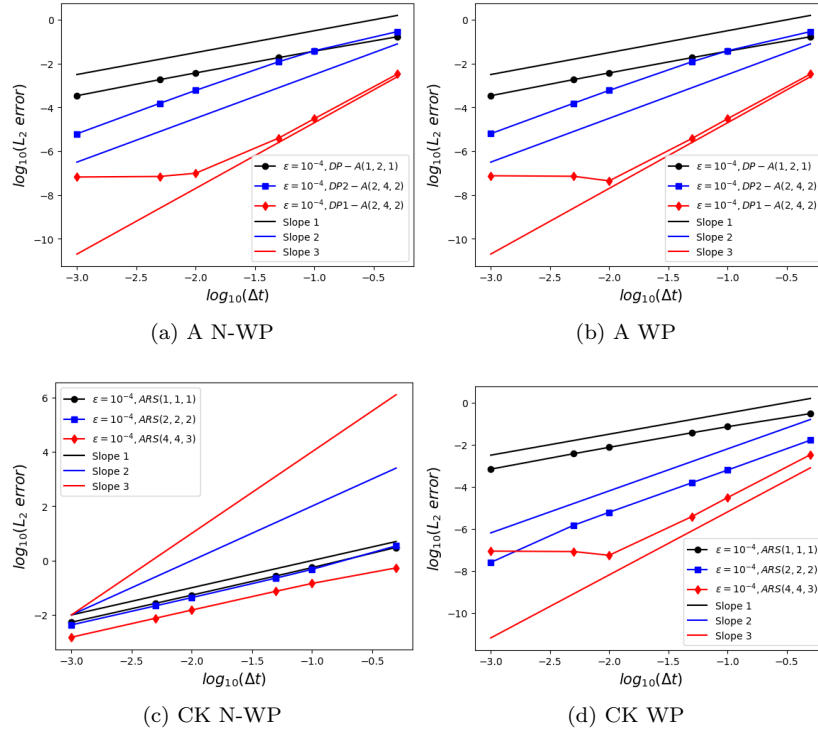 0
−2
−4
−6
−8
−10
log₁₀(L₂ error)
ε = 10⁻⁴, DP − A(1, 2, 1)
ε = 10⁻⁴, DP2 − A(2, 4, 2)
ε = 10⁻⁴, DP1 − A(2, 4, 2)
Slope 1
Slope 2
Slope 3
−3.0 −2.5 −2.0 −1.5 −1.0 −0.5
log₁₀(Δt)
(a) A N-WP
0
−2
−4
−6
−8
−10
log₁₀(L₂ error)
ε = 10⁻⁴, DP − A(1, 2, 1)
ε = 10⁻⁴, DP2 − A(2, 4, 2)
ε = 10⁻⁴, DP1 − A(2, 4, 2)
Slope 1
Slope 2
Slope 3
−3.0 −2.5 −2.0 −1.5 −1.0 −0.5
log₁₀(Δt)
(b) A WP
6
4
2
0
−2
log₁₀(L₂ error)
ε = 10⁻⁴, ARS(1, 1, 1)
ε = 10⁻⁴, ARS(2, 2, 2)
ε = 10⁻⁴, ARS(4, 4, 3)
Slope 1
Slope 2
Slope 3
−3.0 −2.5 −2.0 −1.5 −1.0 −0.5
log₁₀(Δt)
(c) CK N-WP
0
−2
−4
−6
−8
−10
log₁₀(L₂ error)
ε = 10⁻⁴, ARS(1, 1, 1)
ε = 10⁻⁴, ARS(2, 2, 2)
ε = 10⁻⁴, ARS(4, 4, 3)
Slope 1
Slope 2
Slope 3
−3.0 −2.5 −2.0 −1.5 −1.0 −0.5
log₁₀(Δt)
(d) CK WP